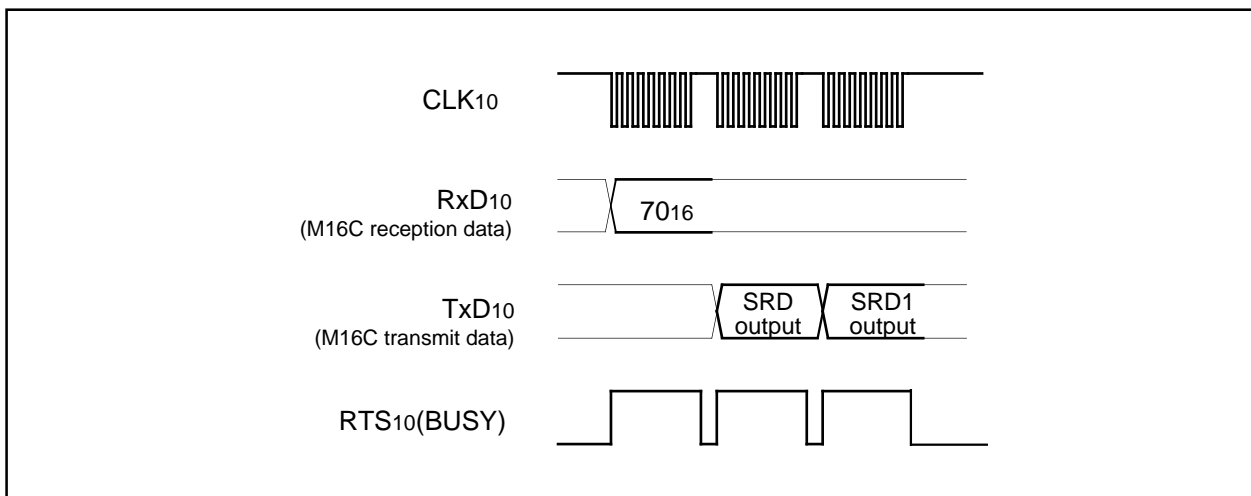 CLK10
RxD10
(M16C reception data)
7016
TxD10
(M16C transmit data)
SRD
output
SRD1
output
RTS10(BUSY)